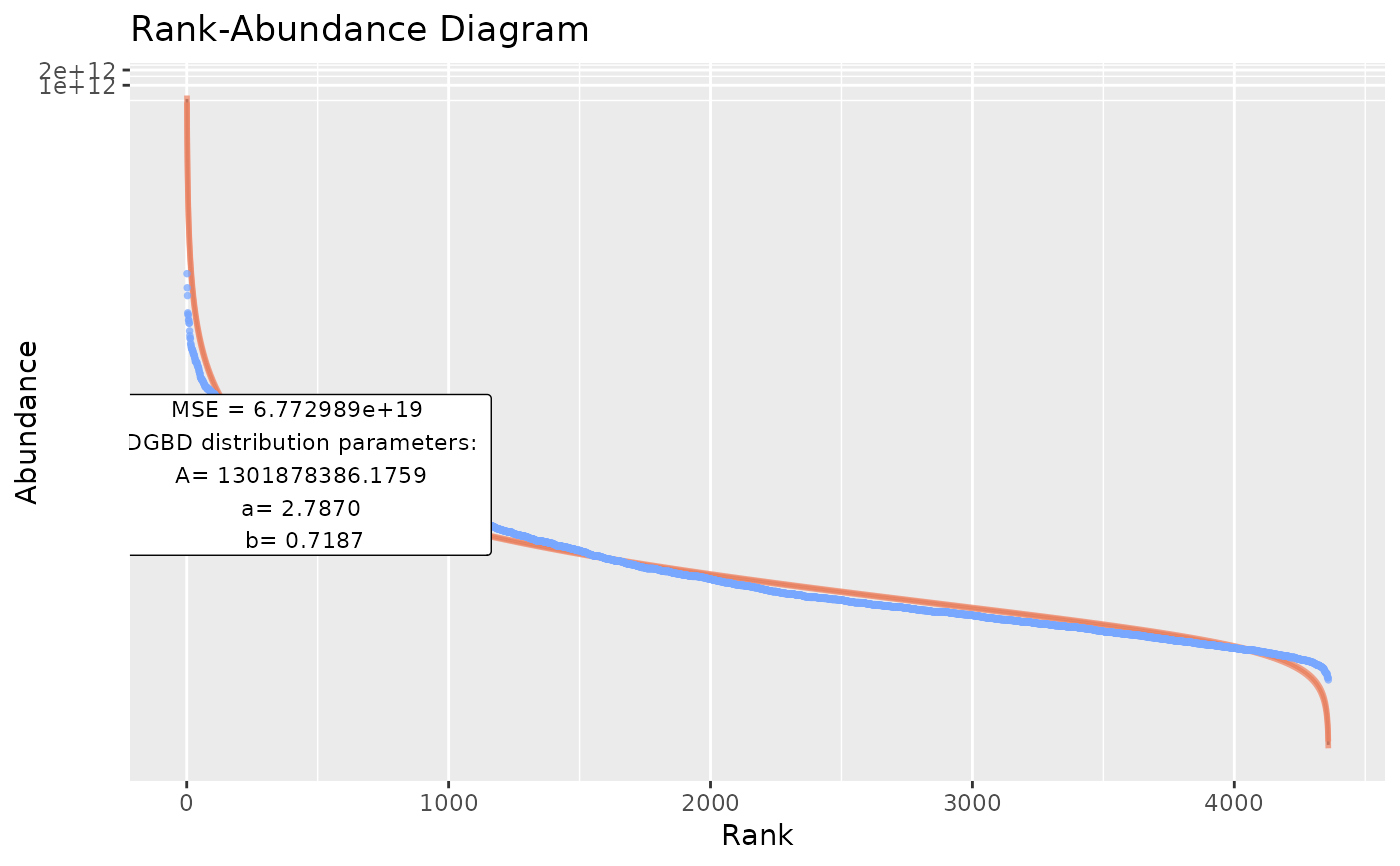 Rank-Abundance Diagram
2e+12
1e+12
Abundance
MSE = 6.772989e+19
DGBD distribution parameters:
A= 1301878386.1759
a= 2.7870
b= 0.7187
0 1000 2000 3000 4000
Rank